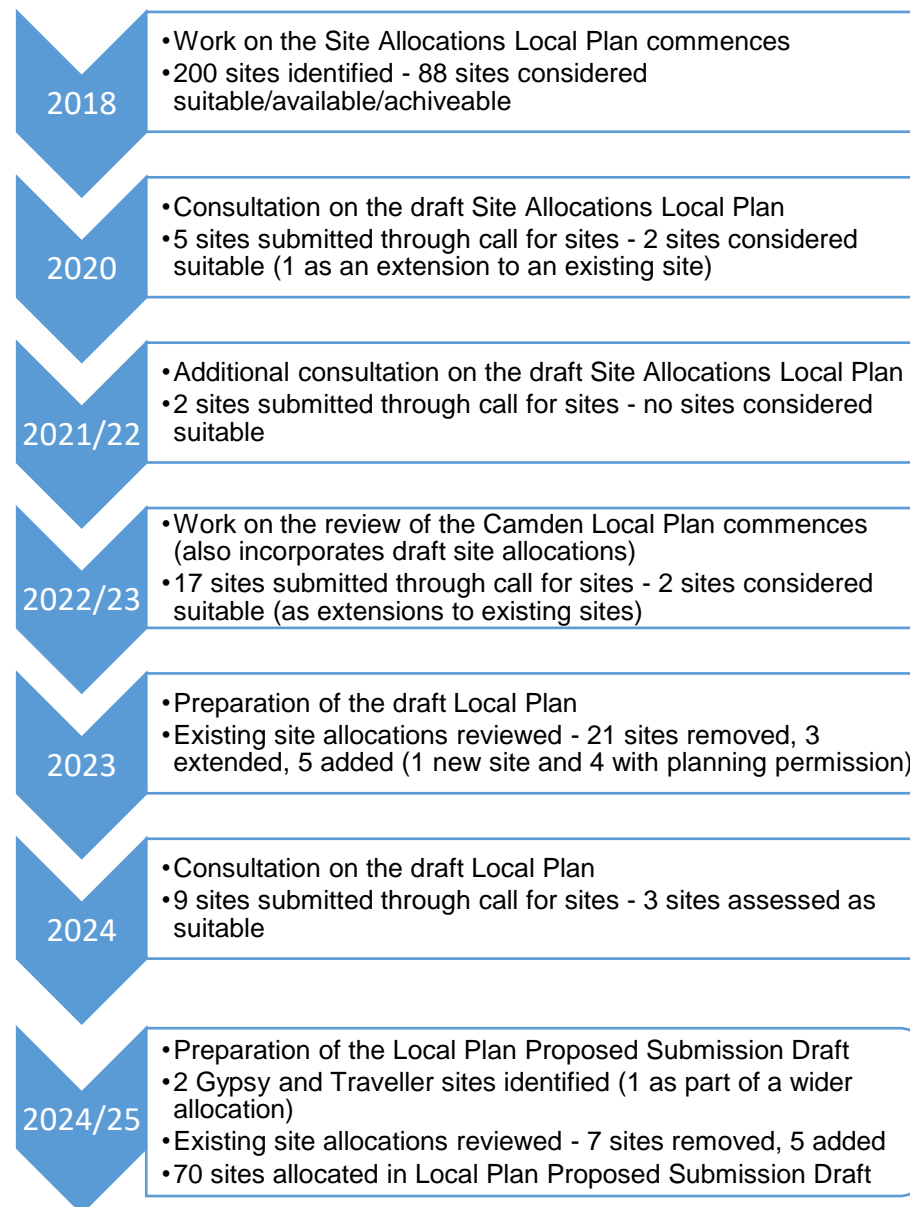 2018
•Work on the Site Allocations Local Plan commences
•200 sites identified - 88 sites considered
suitable/available/achiveable
2020
•Consultation on the draft Site Allocations Local Plan
•5 sites submitted through call for sites - 2 sites considered
suitable (1 as an extension to an existing site)
2021/22
•Additional consultation on the draft Site Allocations Local Plan
•2 sites submitted through call for sites - no sites considered
suitable
2022/23
•Work on the review of the Camden Local Plan commences
(also incorporates draft site allocations)
•17 sites submitted through call for sites - 2 sites considered
suitable (as extensions to existing sites)
2023
•Preparation of the draft Local Plan
•Existing site allocations reviewed - 21 sites removed, 3
extended, 5 added (1 new site and 4 with planning permission)
2024
•Consultation on the draft Local Plan
•9 sites submitted through call for sites - 3 sites assessed as
suitable
2024/25
•Preparation of the Local Plan Proposed Submission Draft
•2 Gypsy and Traveller sites identified (1 as part of a wider
allocation)
•Existing site allocations reviewed - 7 sites removed, 5 added
•70 sites allocated in Local Plan Proposed Submission Draft